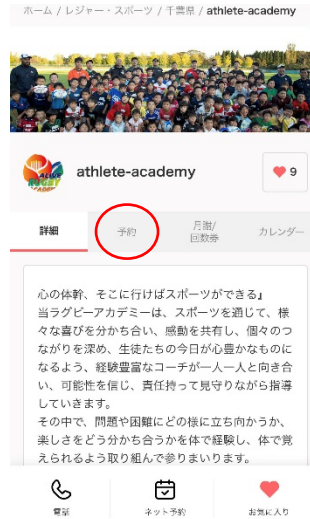 ホーム / レジャー・スポーツ / 千葉県 / athlete-academy
ALIVE
RUGBY
ACADEMY
athlete-academy
9
詳細
予約
月謝/
回数券
カレンダー
心の体幹、そこに行けばスポーツができる』
当ラグビーアカデミーは、スポーツを通じて、様
々な喜びを分かち合い、感動を共有し、個々のつ
ながりを深め、生徒たちの今日が心豊かなものに
なるよう、経験豊富なコーチが一人一人と向き合
い、可能性を信じ、責任持って見守りながら指導
していきます。
その中で、問題や困難にどの様に立ち向かうか、
楽しさをどう分かち合うかを体で経験し、体で覚
えられるよう取り組んで参りまいります。
電話
ネット予約
お気に入り